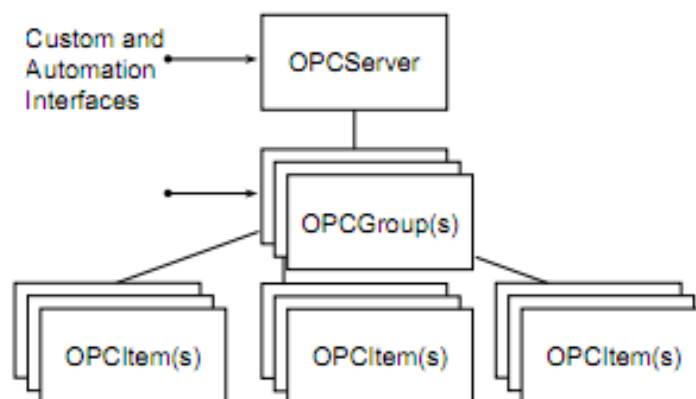 Custom and
Automation
Interfaces
OPCServer
OPCGroup(s)
OPCItem(s)
OPCItem(s)
OPCItem(s)